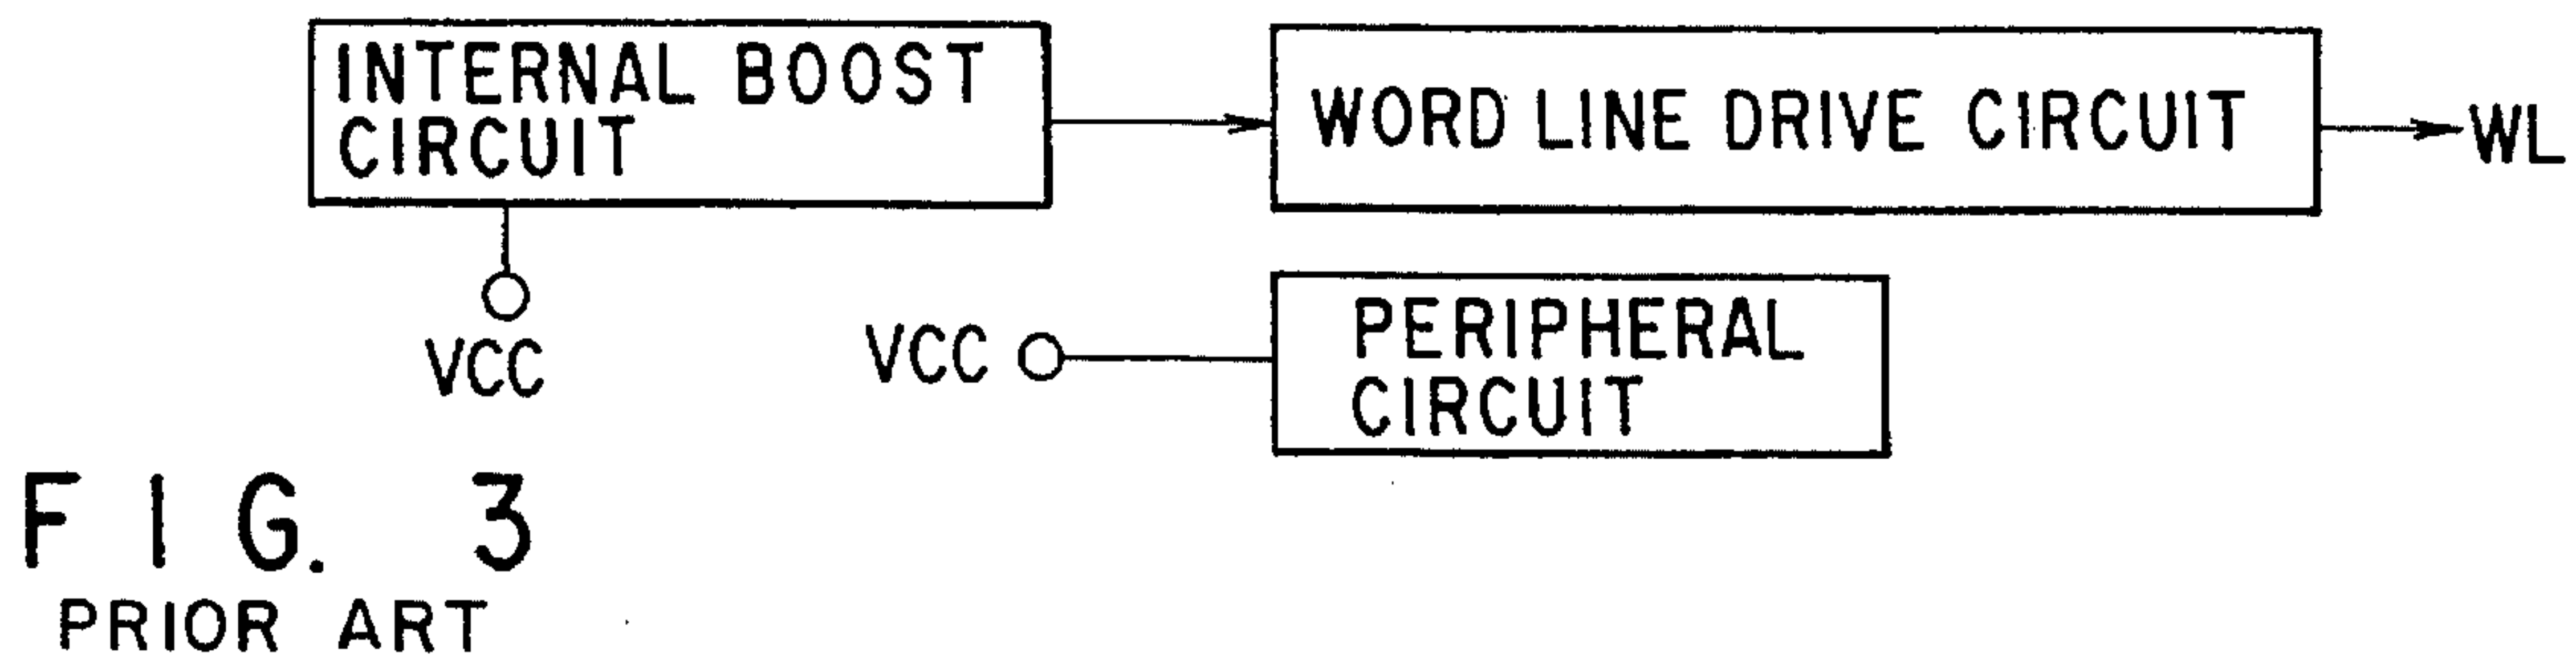 INTERNAL BOOST
CIRCUIT
WORD LINE DRIVE CIRCUIT
WL
VCC
VCC
PERIPHERAL
CIRCUIT
FIG. 3
PRIOR ART